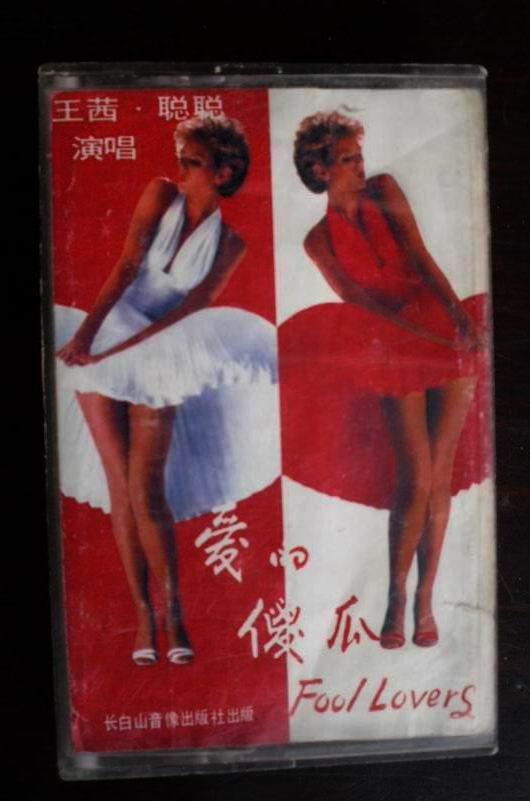 王茜·聪聪
演唱
爱的
傻瓜
Fool Lovers
长白山音像出版社出版